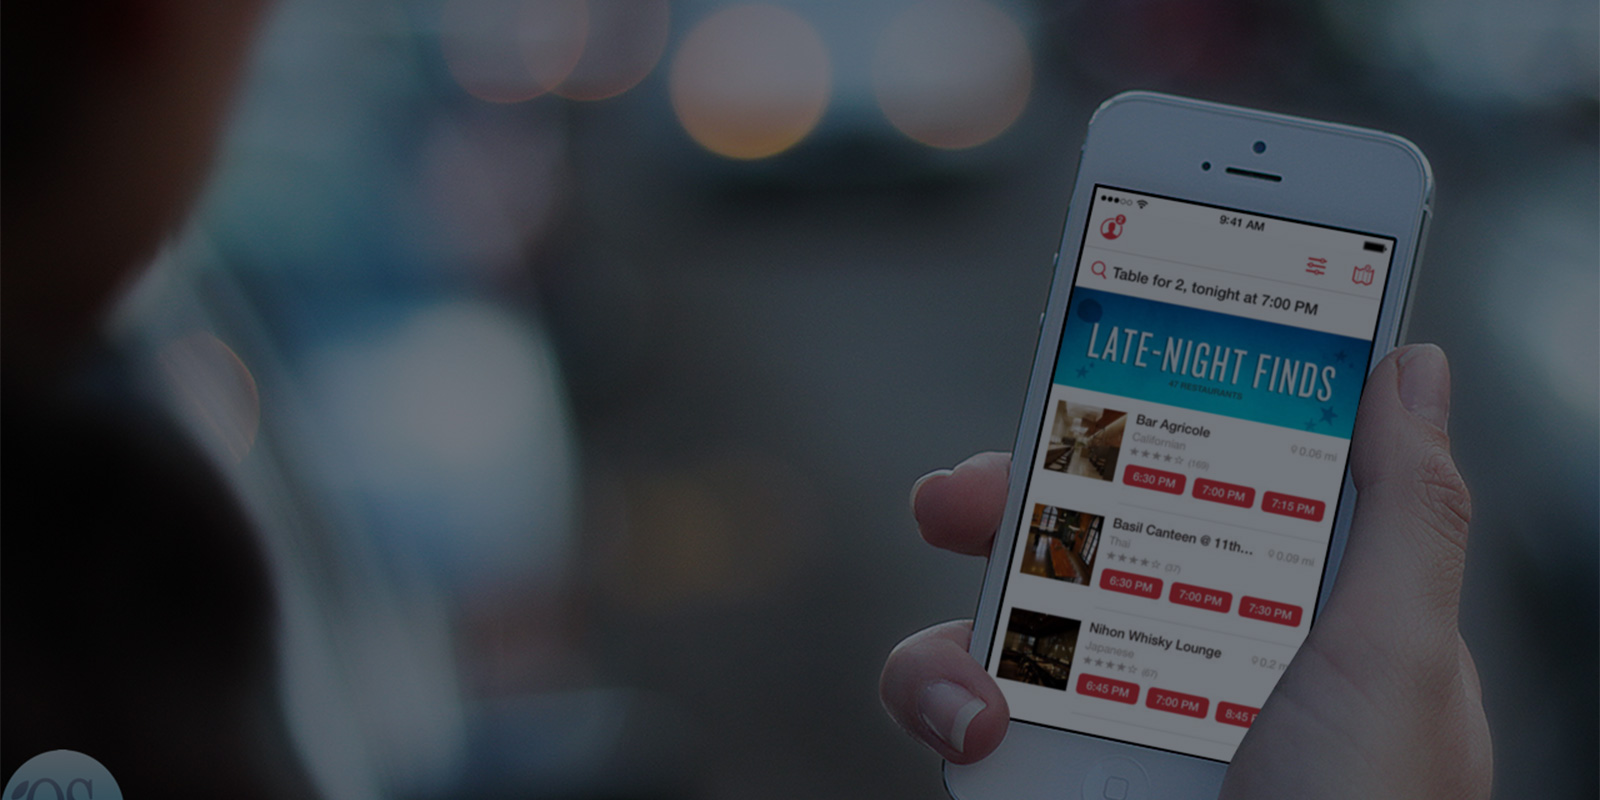 9:41 AM
2
Table for 2, tonight at 7:00 PM
LATE-NIGHT FINDS
47 RESTAURANTS
Bar Agricole
0.06 mi
Californian
(169)
6:30 PM 7:00 PM 7:15 PM
Basil Canteen @ 11th...
0.09 mi
Thai
(37)
6:30 PM 7:00 PM 7:30 PM
Nihon Whisky Lounge
0.2 m
Japanese
(67)
6:45 PM 7:00 PM 8:45 P
OS